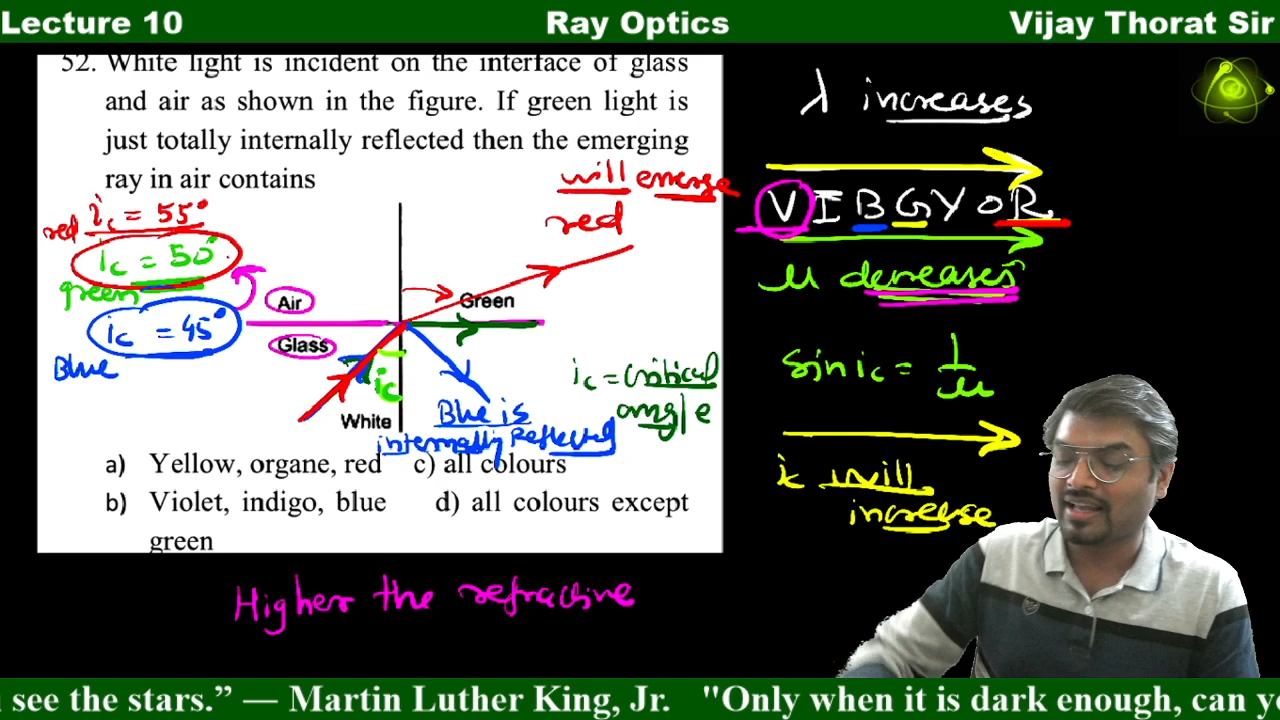 Lecture 10
Ray Optics
Vijay Thorat Sir
52. White light is incident on the interface of glass
and air as shown in the figure. If green light is
just totally internally reflected then the emerging
ray in air contains
will emerge
red
red ic = 55°
ic = 50°
green
ic = 45°
Blue
Air
Green
Glass
ic
White
Blue is
internally Reflected
ic = critical
angle
a) Yellow, organe, red c) all colours
b) Violet, indigo, blue d) all colours except
green
Higher the refractive
λ increases
V I B G Y O R
μ decreases
sin ic = 1/μ
ic will
increase
u see the stars.” — Martin Luther King, Jr. "Only when it is dark enough, can yo